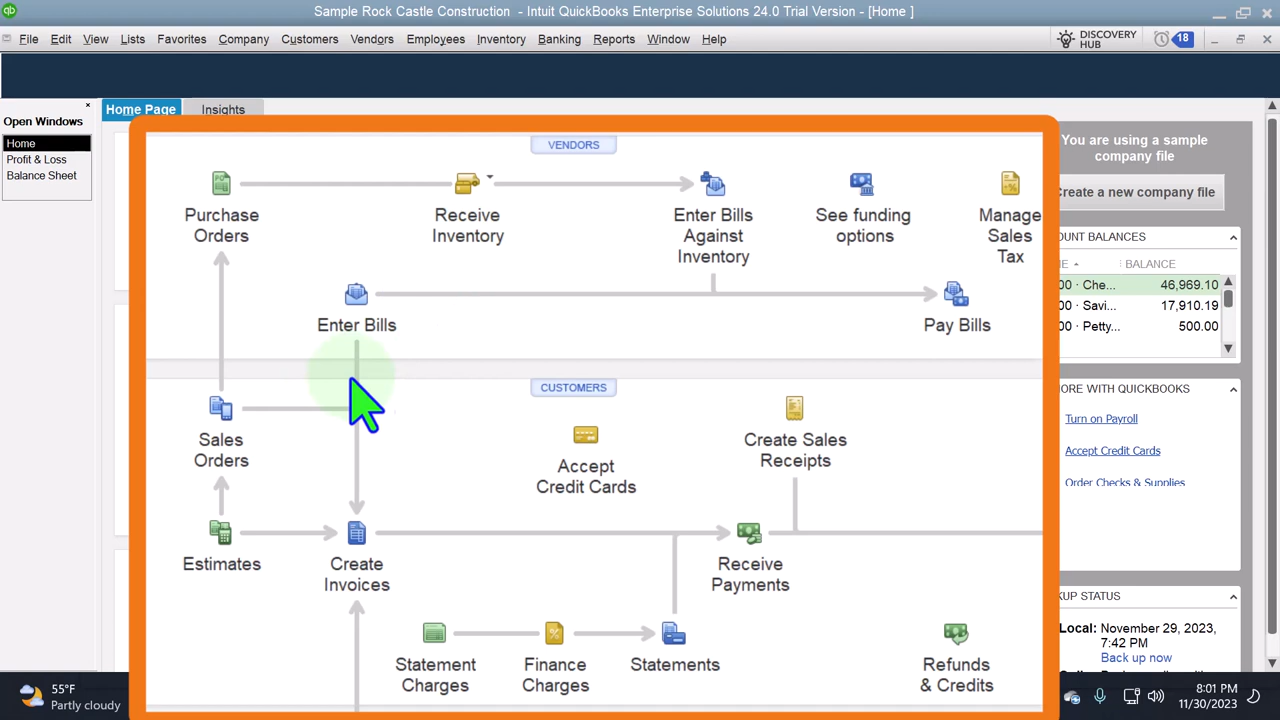 Sample Rock Castle Construction - Intuit QuickBooks Enterprise Solutions 24.0 Trial Version - [Home ]
File Edit View Lists Favorites Company Customers Vendors Employees Inventory Banking Reports Window Help
DISCOVERY
HUB
18
Home Page
Insights
Open Windows
Home
Profit & Loss
Balance Sheet
VENDORS
Purchase
Orders
Receive
Inventory
Enter Bills
Against
Inventory
See funding
options
Manage
Sales
Tax
Enter Bills
Pay Bills
CUSTOMERS
Sales
Orders
Accept
Credit Cards
Create Sales
Receipts
Estimates
Create
Invoices
Receive
Payments
Statement
Charges
Finance
Charges
Statements
Refunds
& Credits
You are using a sample
company file
Create a new company file
OUNT BALANCES
ME BALANCE
00 · Che... 46,969.10
00 · Savi... 17,910.19
00 · Petty... 500.00
MORE WITH QUICKBOOKS
Turn on Payroll
Accept Credit Cards
Order Checks & Supplies
KUP STATUS
Local: November 29, 2023,
7:42 PM
Back up now
55°F
Partly cloudy
8:01 PM
11/30/2023